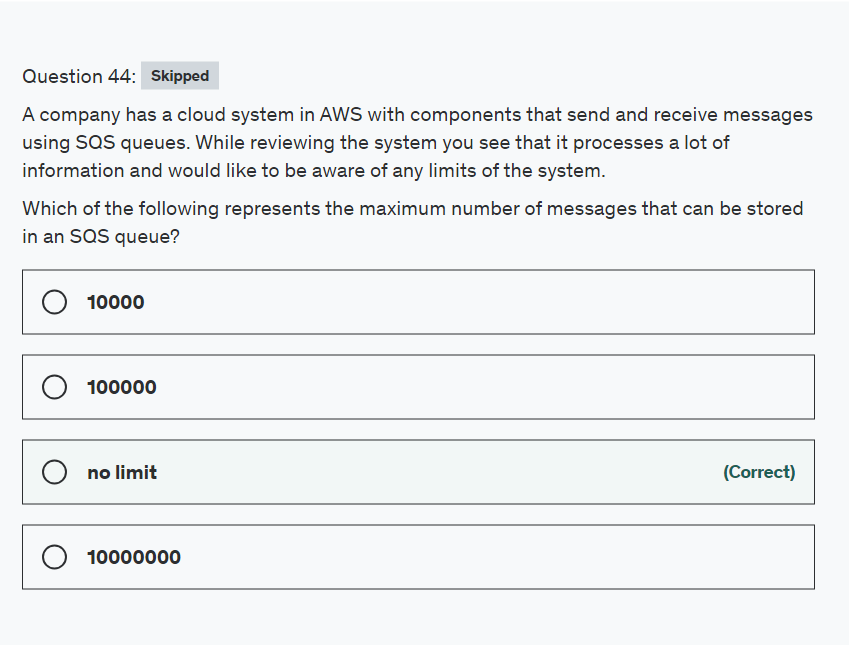 Question 44: Skipped
A company has a cloud system in AWS with components that send and receive messages
using SQS queues. While reviewing the system you see that it processes a lot of
information and would like to be aware of any limits of the system.
Which of the following represents the maximum number of messages that can be stored
in an SQS queue?
10000
100000
no limit (Correct)
10000000